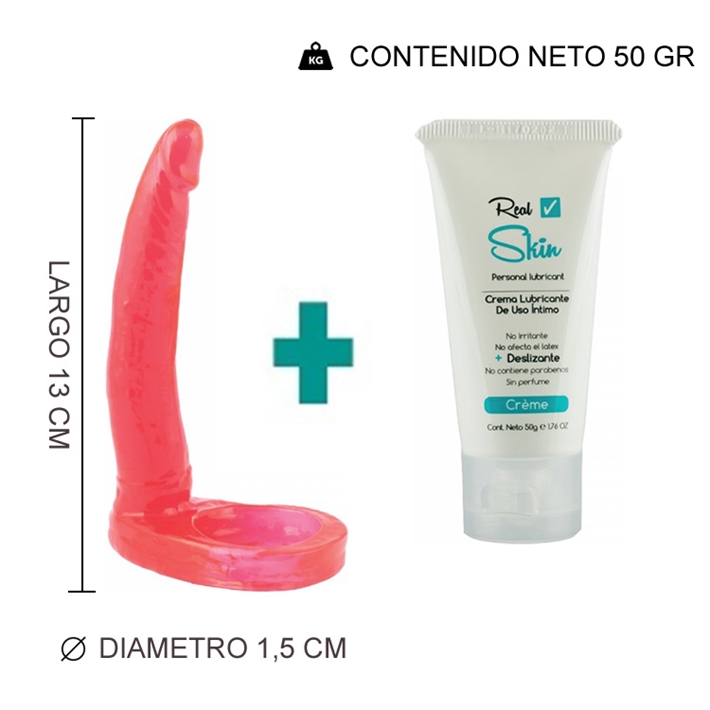 KG CONTENIDO NETO 50 GR
LARGO 13 CM
Real
Skin
Personal lubricant
Crema Lubricante
De Uso Íntimo
No Irritante
No afecta el latex
+ Deslizante
No contiene parabenos
Sin perfume
Crème
Cont. Neto 50g e 1.76 OZ
DIAMETRO 1,5 CM